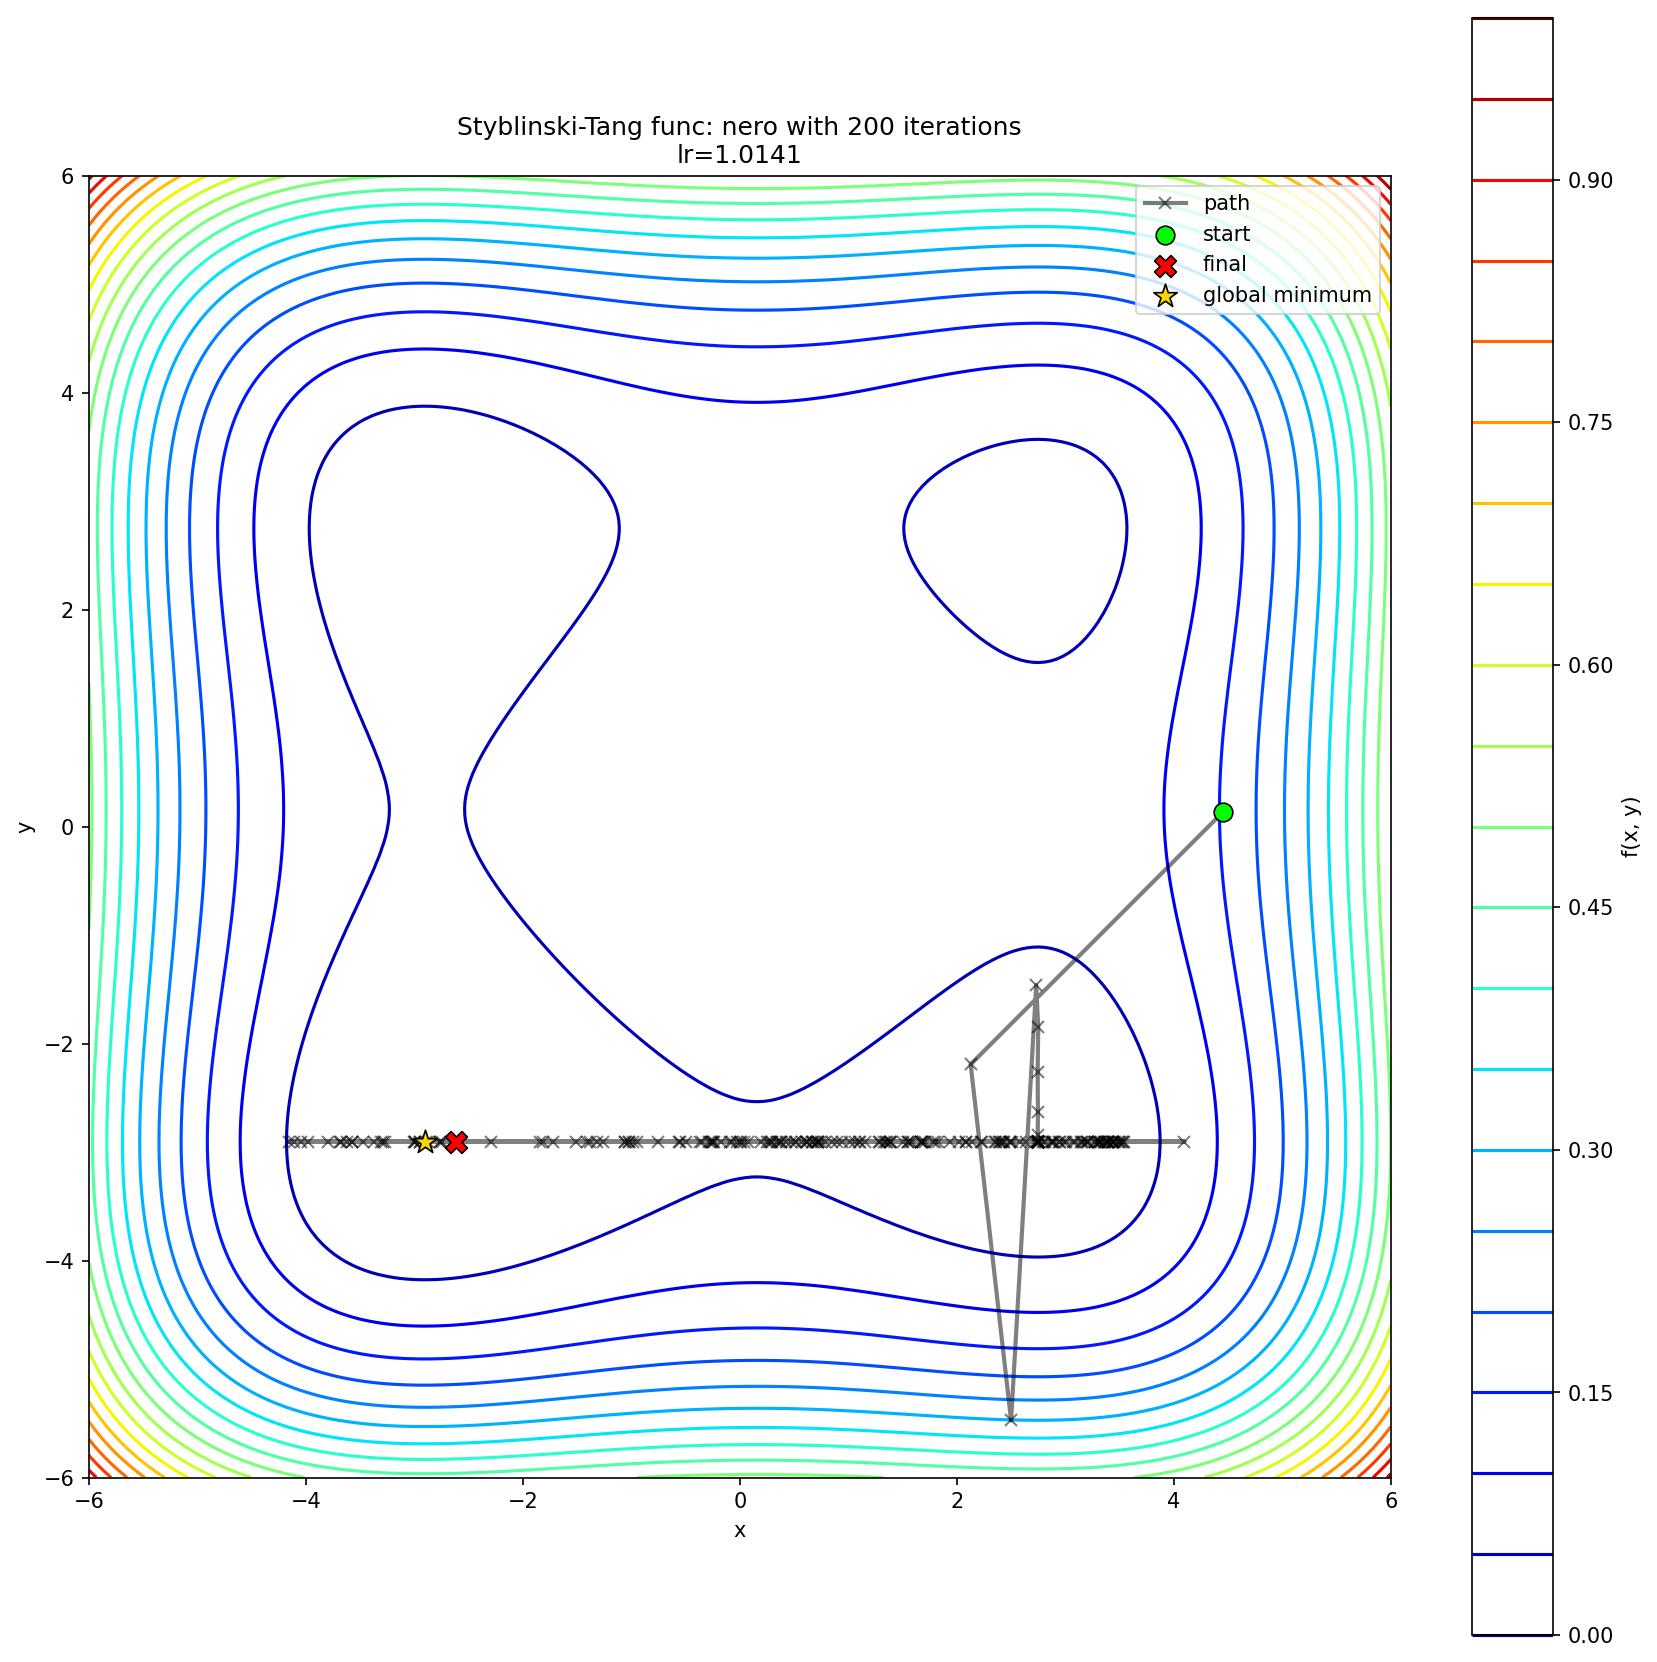 Styblinski-Tang func: nero with 200 iterations
lr=1.0141
path
start
final
global minimum
6
4
2
0
−2
−4
−6
y
−6
−4
−2
0
2
4
6
x
0.90
0.75
0.60
0.45
0.30
0.15
0.00
f(x, y)